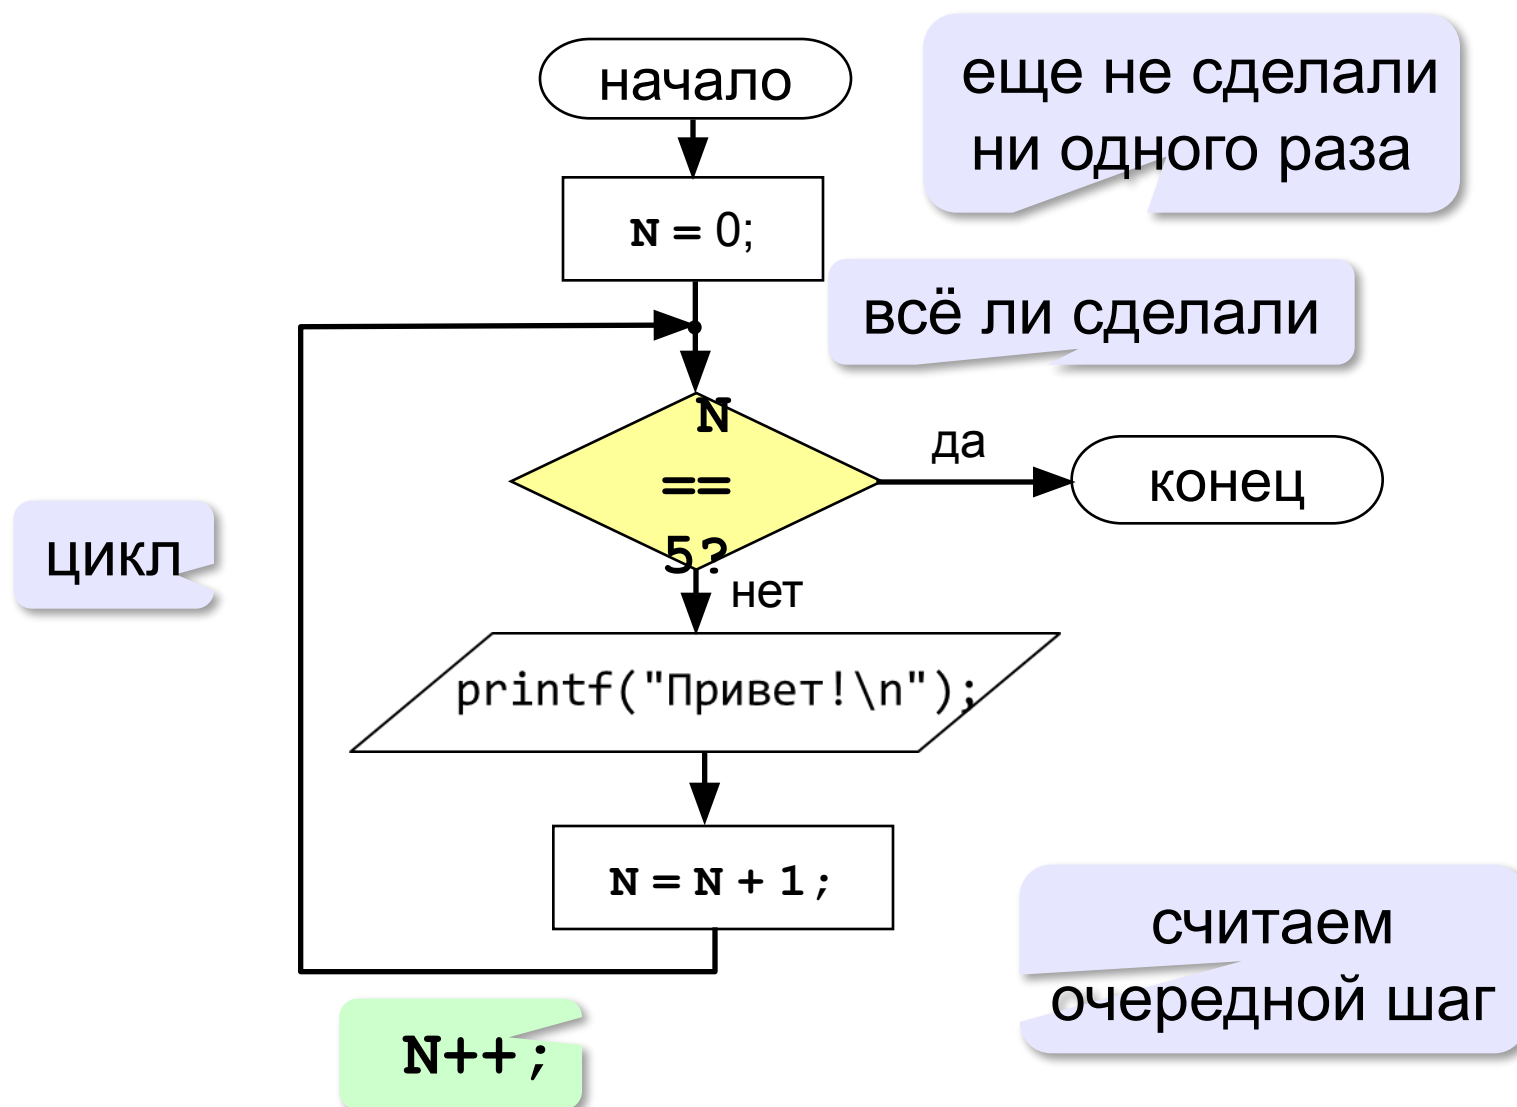 начало
еще не сделали
ни одного раза
N = 0;
всё ли сделали
N
==
5?
да
конец
цикл
нет
printf("Привет!\n");
N = N + 1;
считаем
очередной шаг
N++;